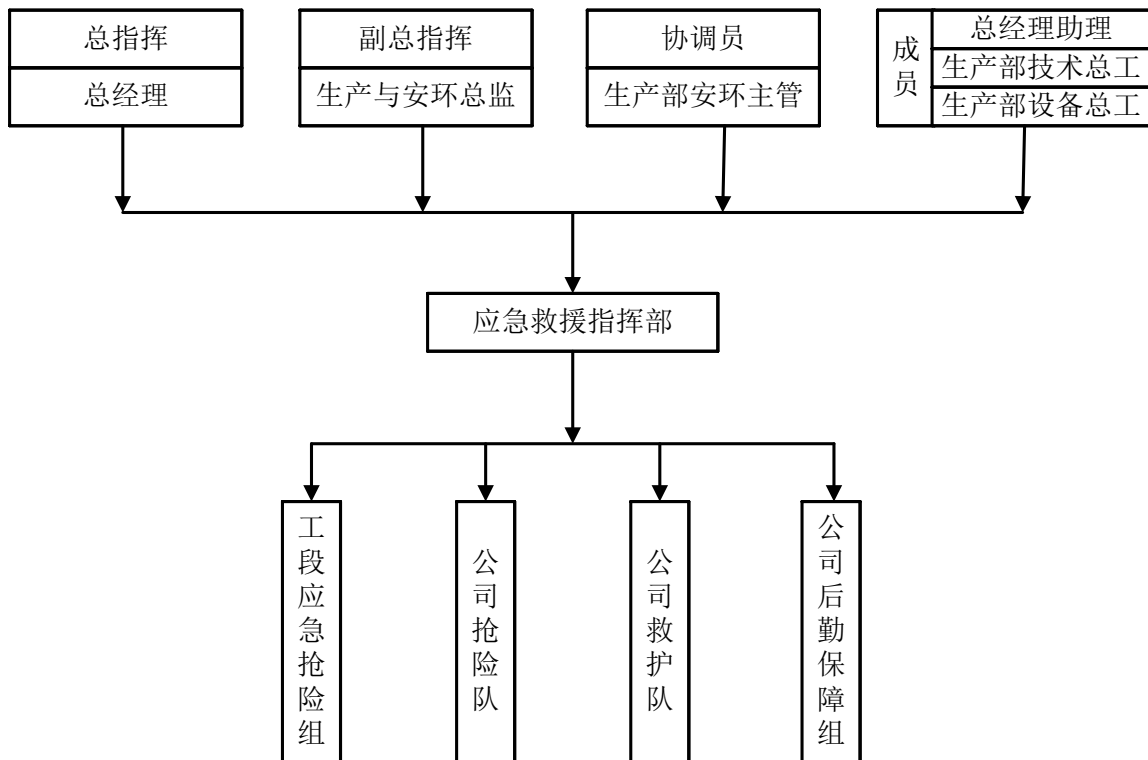 总指挥
总经理
副总指挥
生产与安环总监
协调员
生产部安环主管
成员
总经理助理
生产部技术总工
生产部设备总工
应急救援指挥部
工段应急抢险组
公司抢险队
公司救护队
公司后勤保障组